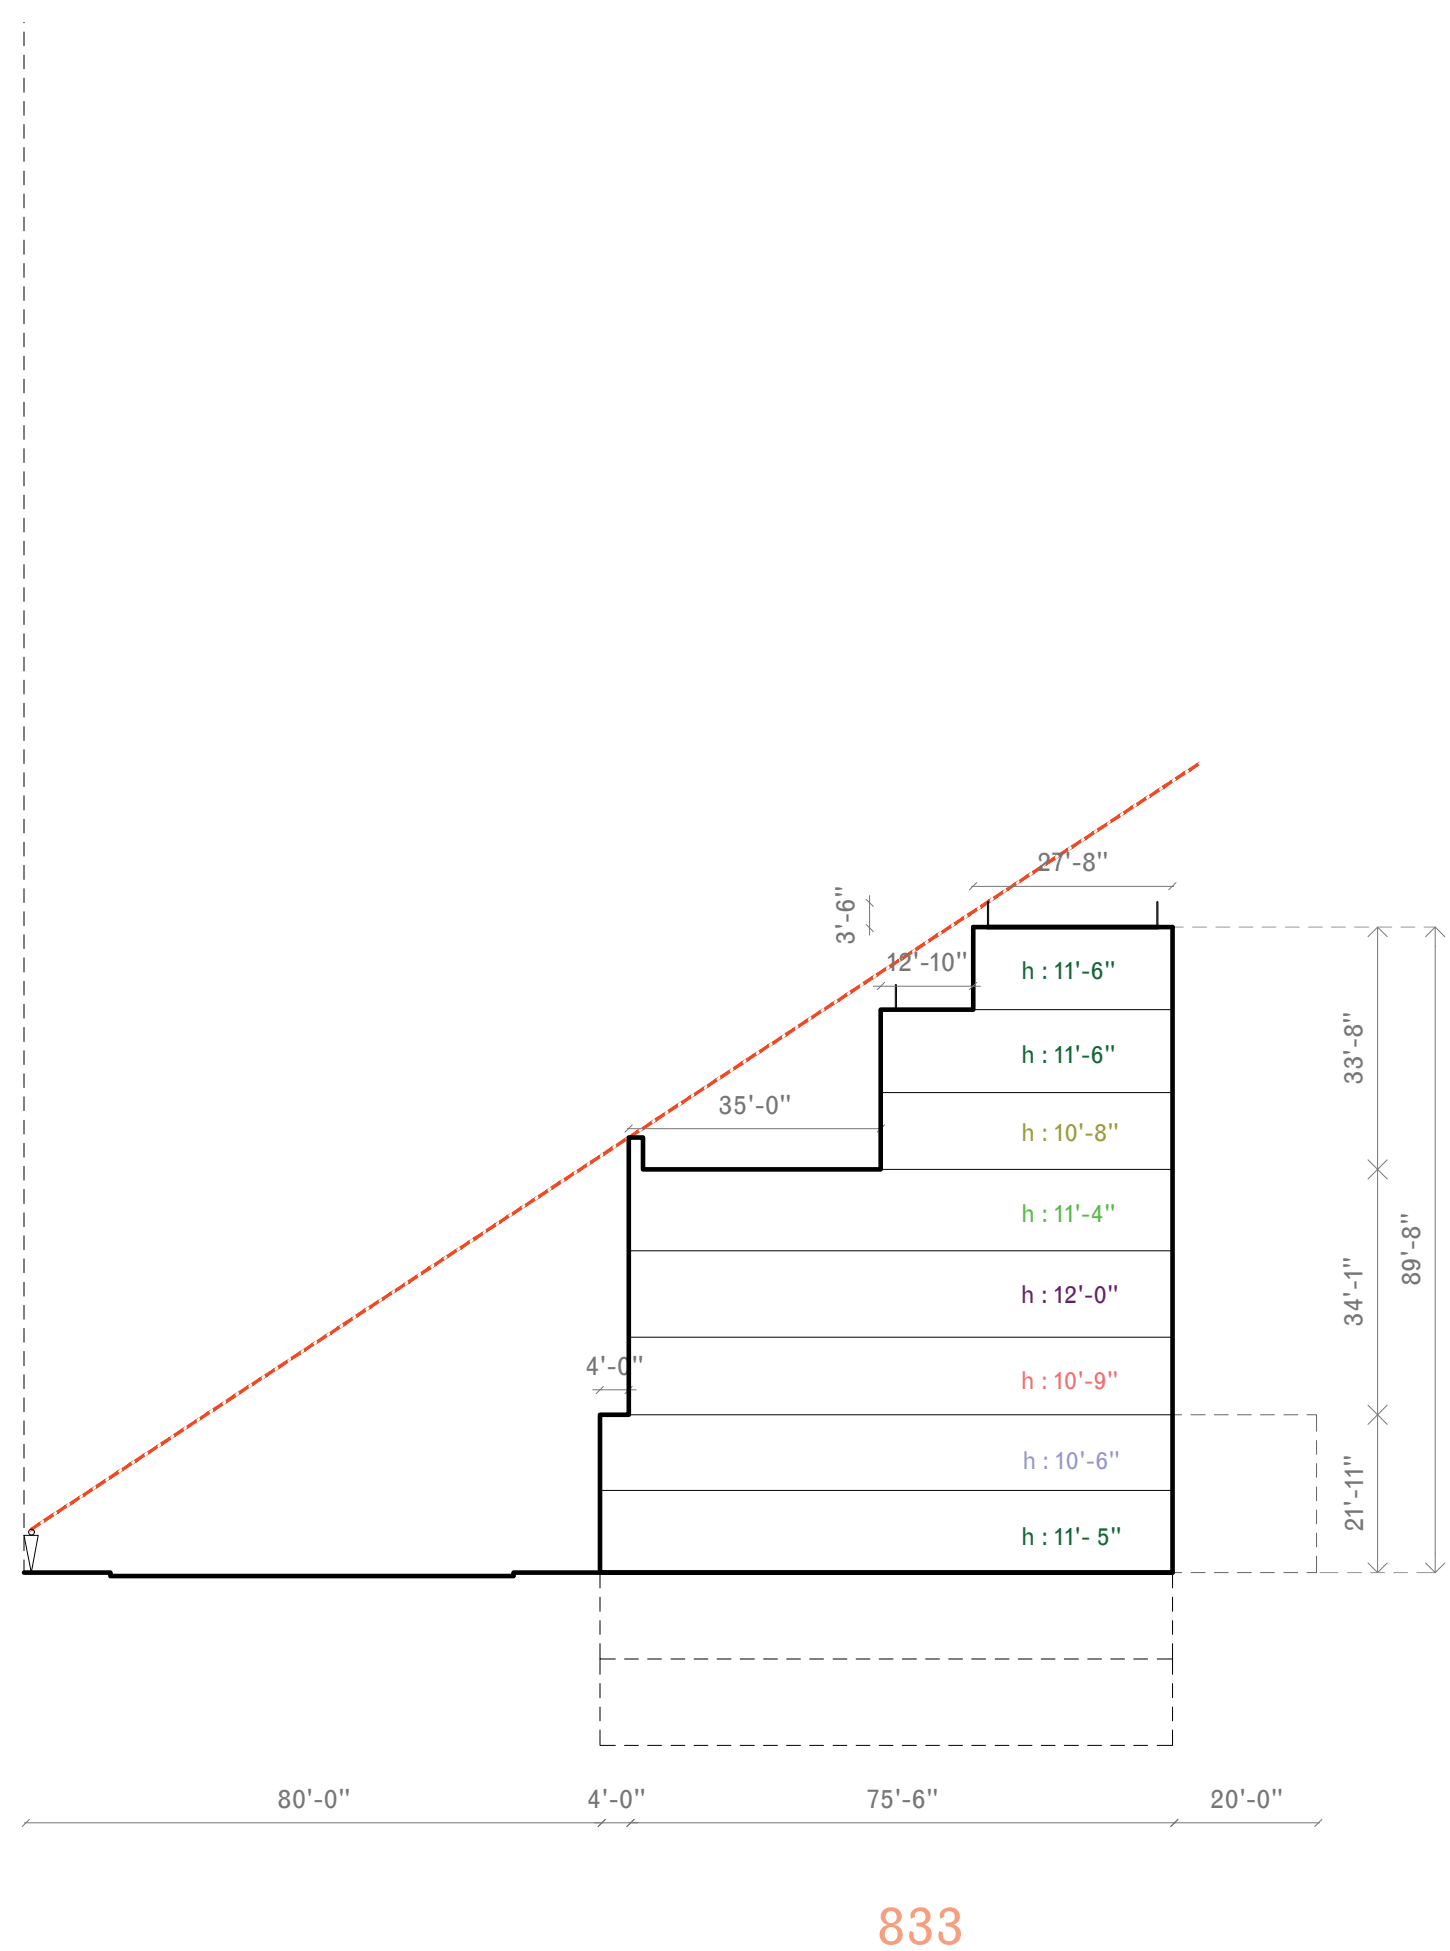 27'-8"
3'-6"
12'-10"
h : 11'-6"
33'-8"
h : 11'-6"
35'-0"
h : 10'-8"
h : 11'-4"
89'-8"
h : 12'-0"
34'-1"
4'-0"
h : 10'-9"
h : 10'-6"
21'-11"
h : 11'- 5"
80'-0"
4'-0"
75'-6"
20'-0"
833